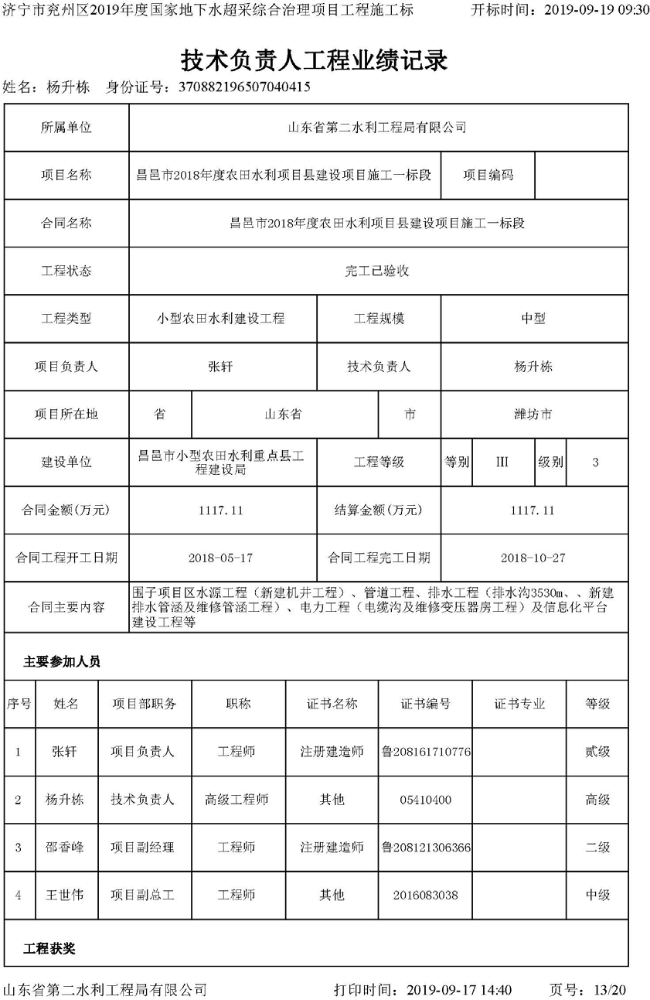 济宁市兖州区2019年度国家地下水超采综合治理项目工程施工标 开标时间：2019-09-19 09:30
技术负责人工程业绩记录
姓名：杨升栋 身份证号：370882196507040415
所属单位 山东省第二水利工程局有限公司
项目名称 昌邑市2018年度农田水利项目县建设项目施工一标段 项目编码
合同名称 昌邑市2018年度农田水利项目县建设项目施工一标段
工程状态 完工已验收
工程类型 小型农田水利建设工程 工程规模 中型
项目负责人 张轩 技术负责人 杨升栋
项目所在地 省 山东省 市 潍坊市
建设单位 昌邑市小型农田水利重点县工
程建设局 工程等级 等别 III 级别 3
合同金额(万元) 1117.11 结算金额(万元) 1117.11
合同工程开工日期 2018-05-17 合同工程完工日期 2018-10-27
合同主要内容 围子项目区水源工程（新建机井工程）、管道工程、排水工程（排水沟3530m、、新建
排水管涵及维修管涵工程）、电力工程（电缆沟及维修变压器房工程）及信息化平台
建设工程等
主要参加人员
序号 姓名 项目部职务 职称 证书名称 证书编号 证书专业 等级
1 张轩 项目负责人 工程师 注册建造师 鲁208161710776 贰级
2 杨升栋 技术负责人 高级工程师 其他 05410400 高级
3 邵香峰 项目副经理 工程师 注册建造师 鲁208121306366 二级
4 王世伟 项目副总工 工程师 其他 2016083038 中级
工程获奖
山东省第二水利工程局有限公司 打印时间：2019-09-17 14:40 页号：13/20